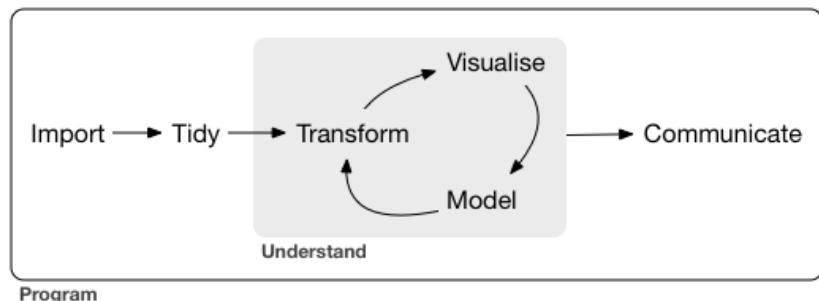 Visualise
Import Tidy Transform Communicate
Model
Understand
Program